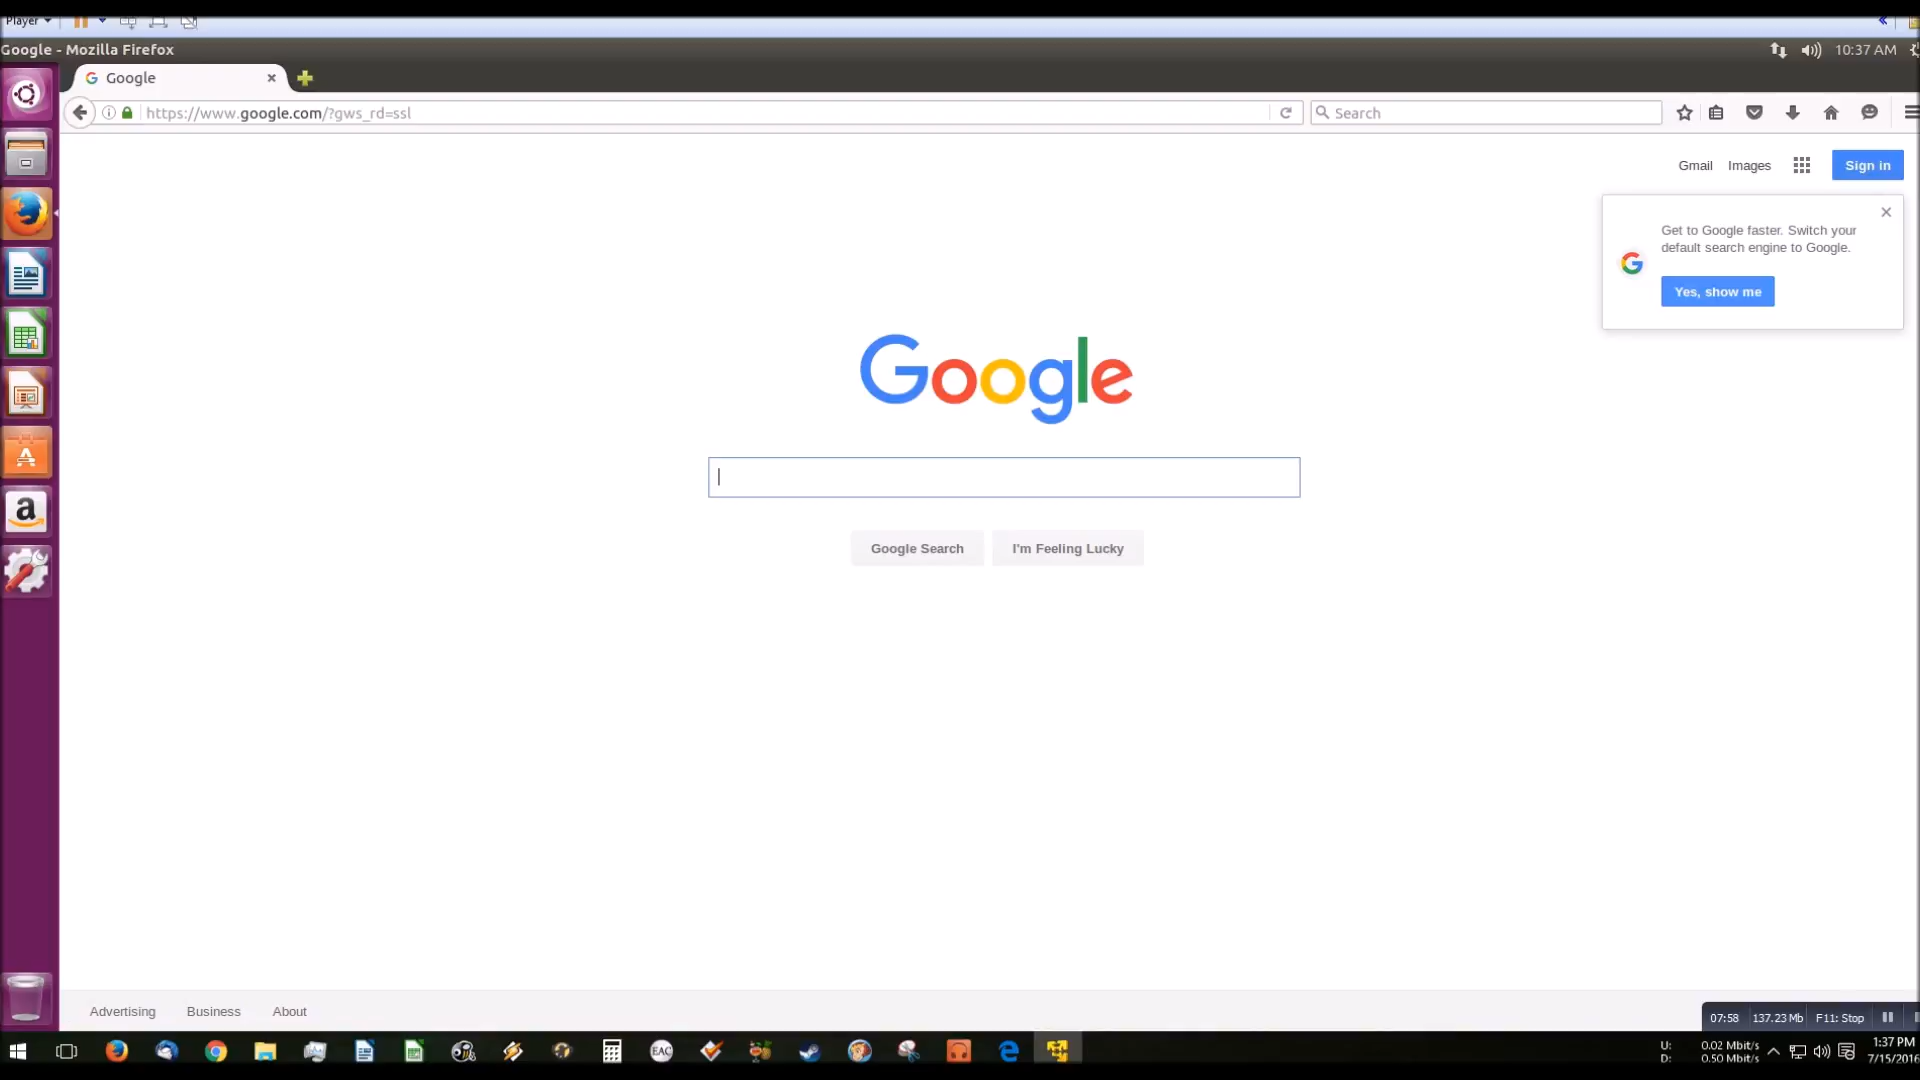 Player
Google - Mozilla Firefox
10:37 AM
Google
https://www.google.com/?gws_rd=ssl
Search
Gmail Images Sign in
Get to Google faster. Switch your
default search engine to Google.
Yes, show me
Google
Google Search I'm Feeling Lucky
Advertising Business About
07:58 137.23 Mb F11: Stop
EAC
U: 0.02 Mbit/s
D: 0.50 Mbit/s
1:37 PM
7/15/2016